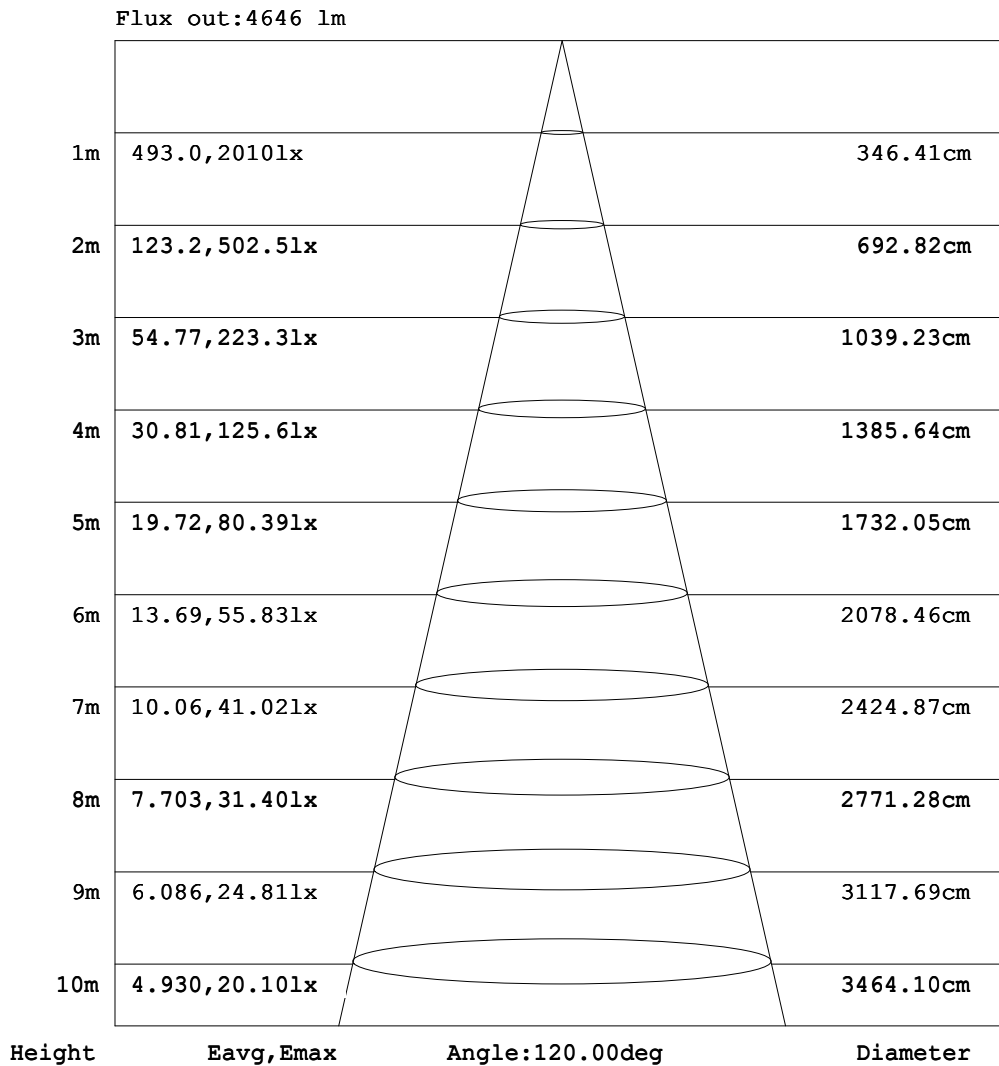 Flux out:4646 lm
1m 493.0,2010lx 346.41cm
2m 123.2,502.5lx 692.82cm
3m 54.77,223.3lx 1039.23cm
4m 30.81,125.6lx 1385.64cm
5m 19.72,80.39lx 1732.05cm
6m 13.69,55.83lx 2078.46cm
7m 10.06,41.02lx 2424.87cm
8m 7.703,31.40lx 2771.28cm
9m 6.086,24.81lx 3117.69cm
10m 4.930,20.10lx 3464.10cm
Height Eavg,Emax Angle:120.00deg Diameter